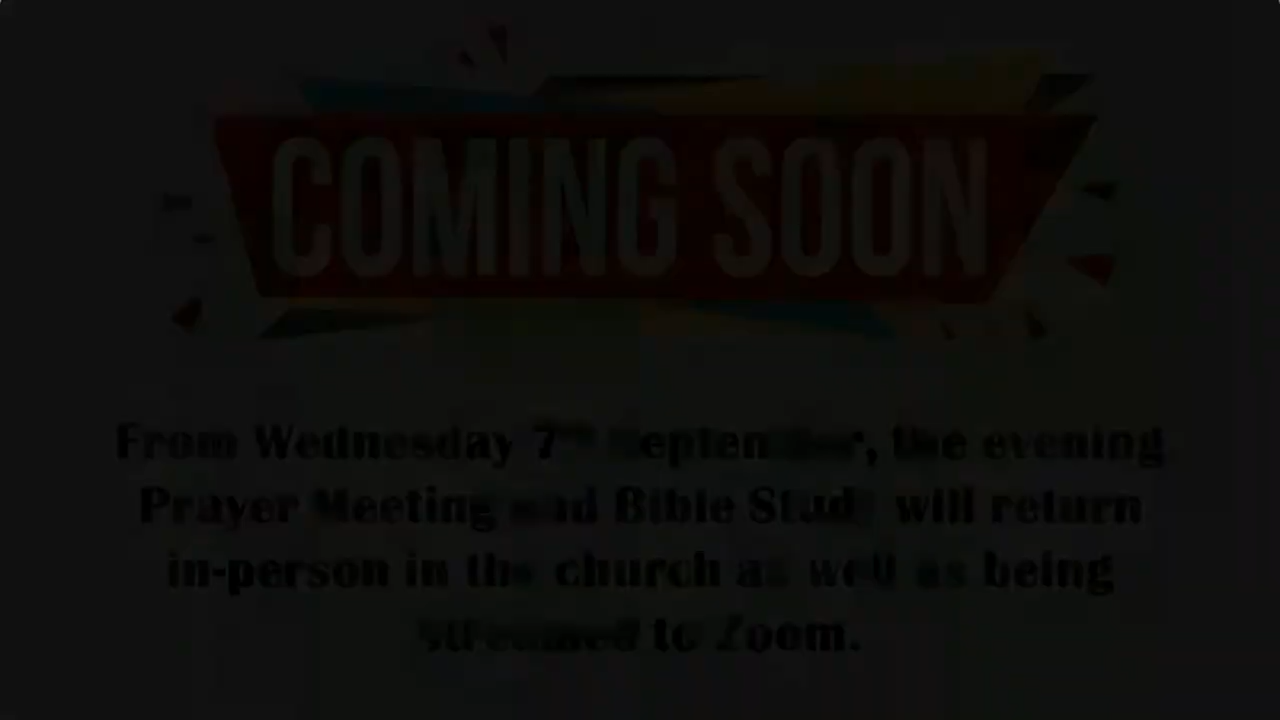 COMING SOON
From Wednesday 7th September, the evening
Prayer Meeting and Bible Study will return
in-person in the church as well as being
streamed to Zoom.